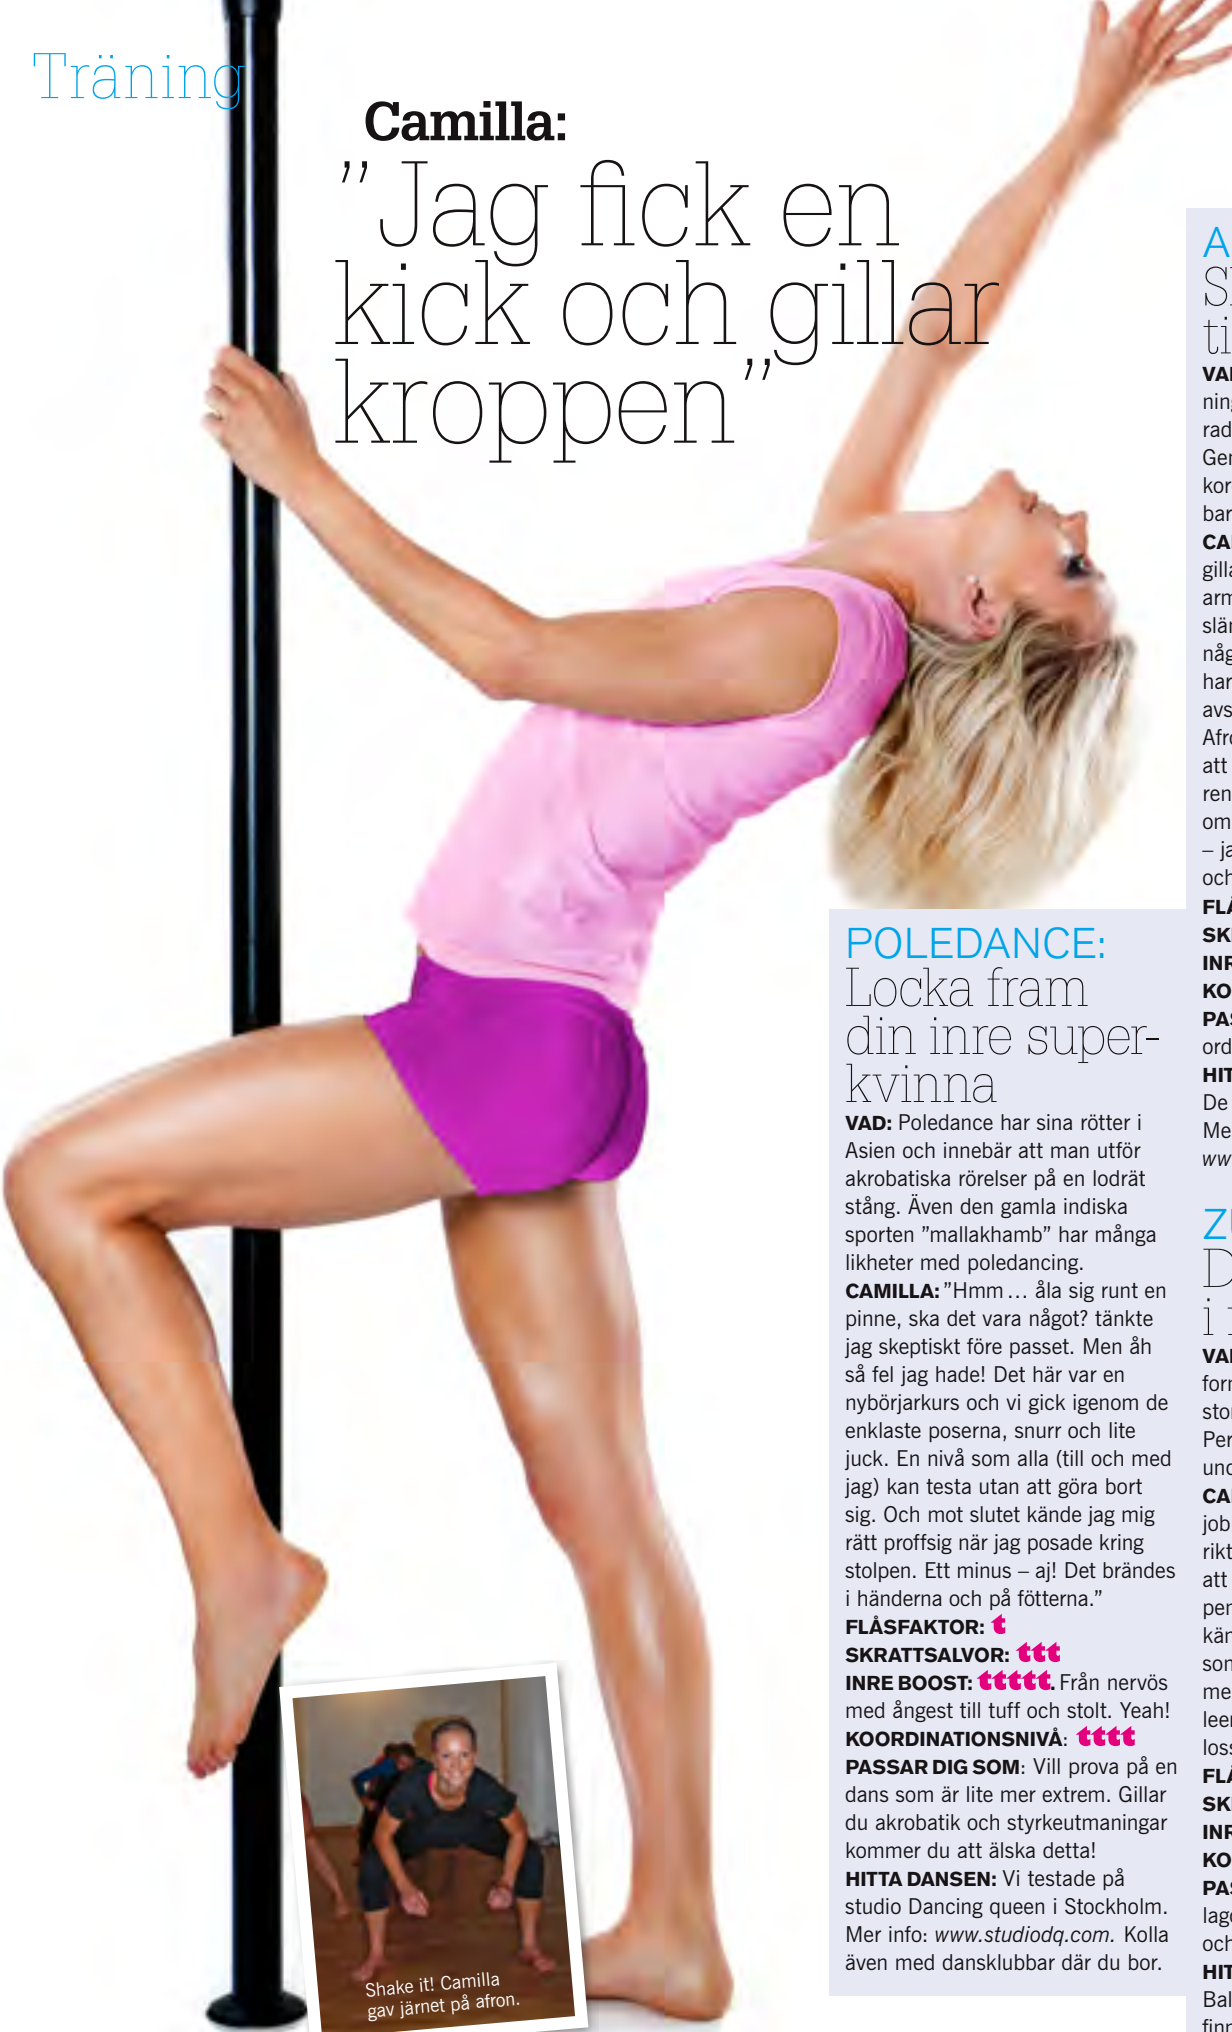 Träning
Camilla:
”Jag fick en
kick och gillar
kroppen”
POLEDANCE:
Locka fram
din inre super-
kvinna
VAD: Poledance har sina rötter i
Asien och innebär att man utför
akrobatiska rörelser på en lodrät
stång. Även den gamla indiska
sporten ”mallakhamb” har många
likheter med poledancing.
CAMILLA: ”Hmm… åla sig runt en
pinne, ska det vara något? tänkte
jag skeptiskt före passet. Men åh
så fel jag hade! Det här var en
nybörjarkurs och vi gick igenom de
enklaste poserna, snurr och lite
juck. En nivå som alla (till och med
jag) kan testa utan att göra bort
sig. Och mot slutet kände jag mig
rätt proffsig när jag posade kring
stolpen. Ett minus – aj! Det brändes
i händerna och på fötterna.”
FLÅSFAKTOR: t
SKRATTSALVOR: ttt
INRE BOOST: ttttt. Från nervös
med ångest till tuff och stolt. Yeah!
KOORDINATIONSNIVÅ: tttt
PASSAR DIG SOM: Vill prova på en
dans som är lite mer extrem. Gillar
du akrobatik och styrkeutmaningar
kommer du att älska detta!
HITTA DANSEN: Vi testade på
studio Dancing queen i Stockholm.
Mer info: www.studiodq.com. Kolla
även med dansklubbar där du bor.
Shake it! Camilla
gav järnet på afron.